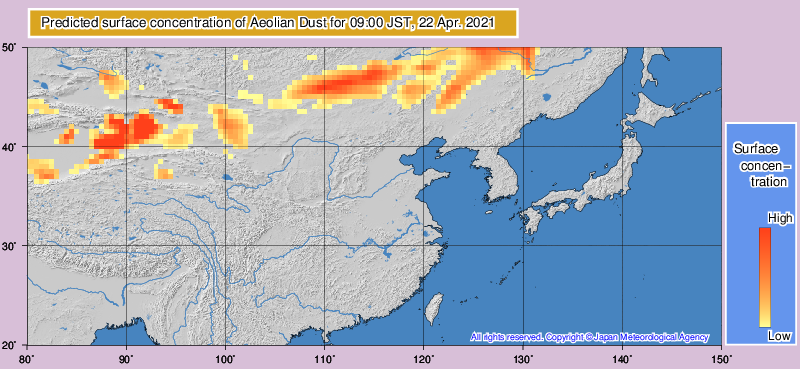 Predicted surface concentration of Aeolian Dust for 09:00 JST, 22 Apr. 2021
50°
40°
30°
20°
80°
90°
100°
110°
120°
130°
140°
150°
All rights reserved. Copyright © Japan Meteorological Agency
Surface
concen–
tration
High
Low